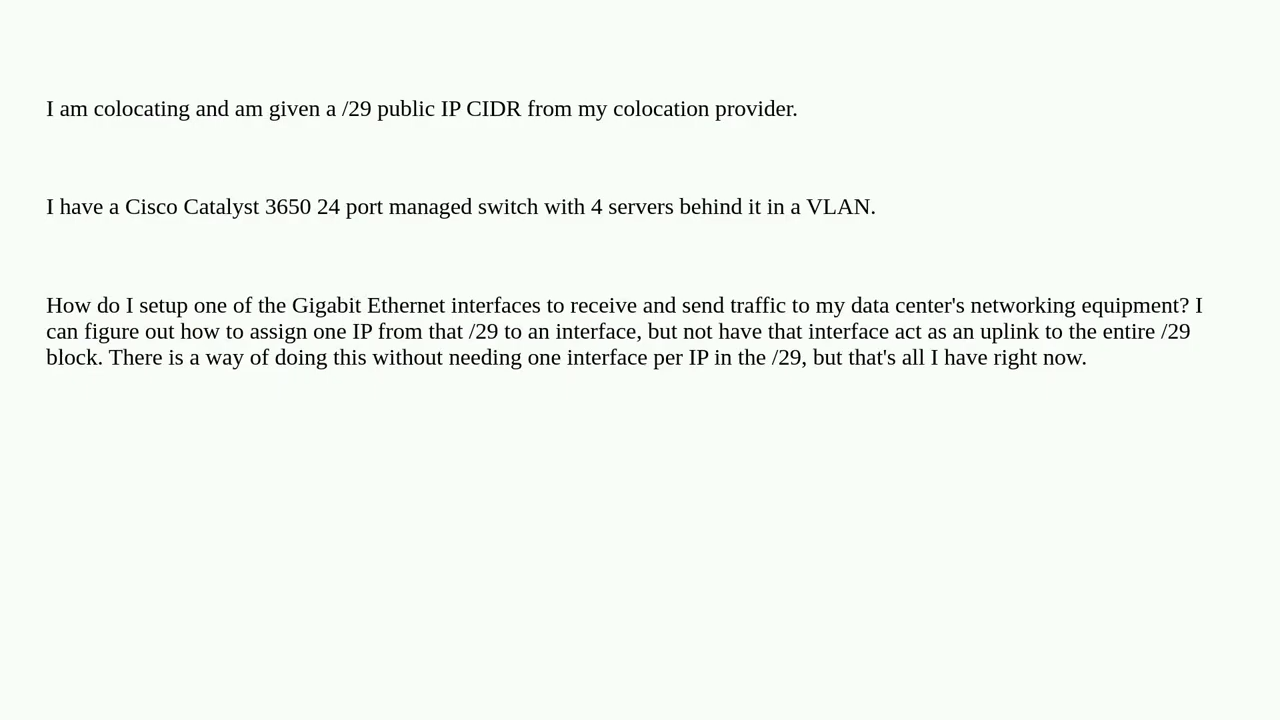 I am colocating and am given a /29 public IP CIDR from my colocation provider.
I have a Cisco Catalyst 3650 24 port managed switch with 4 servers behind it in a VLAN.
How do I setup one of the Gigabit Ethernet interfaces to receive and send traffic to my data center's networking equipment? I
can figure out how to assign one IP from that /29 to an interface, but not have that interface act as an uplink to the entire /29
block. There is a way of doing this without needing one interface per IP in the /29, but that's all I have right now.